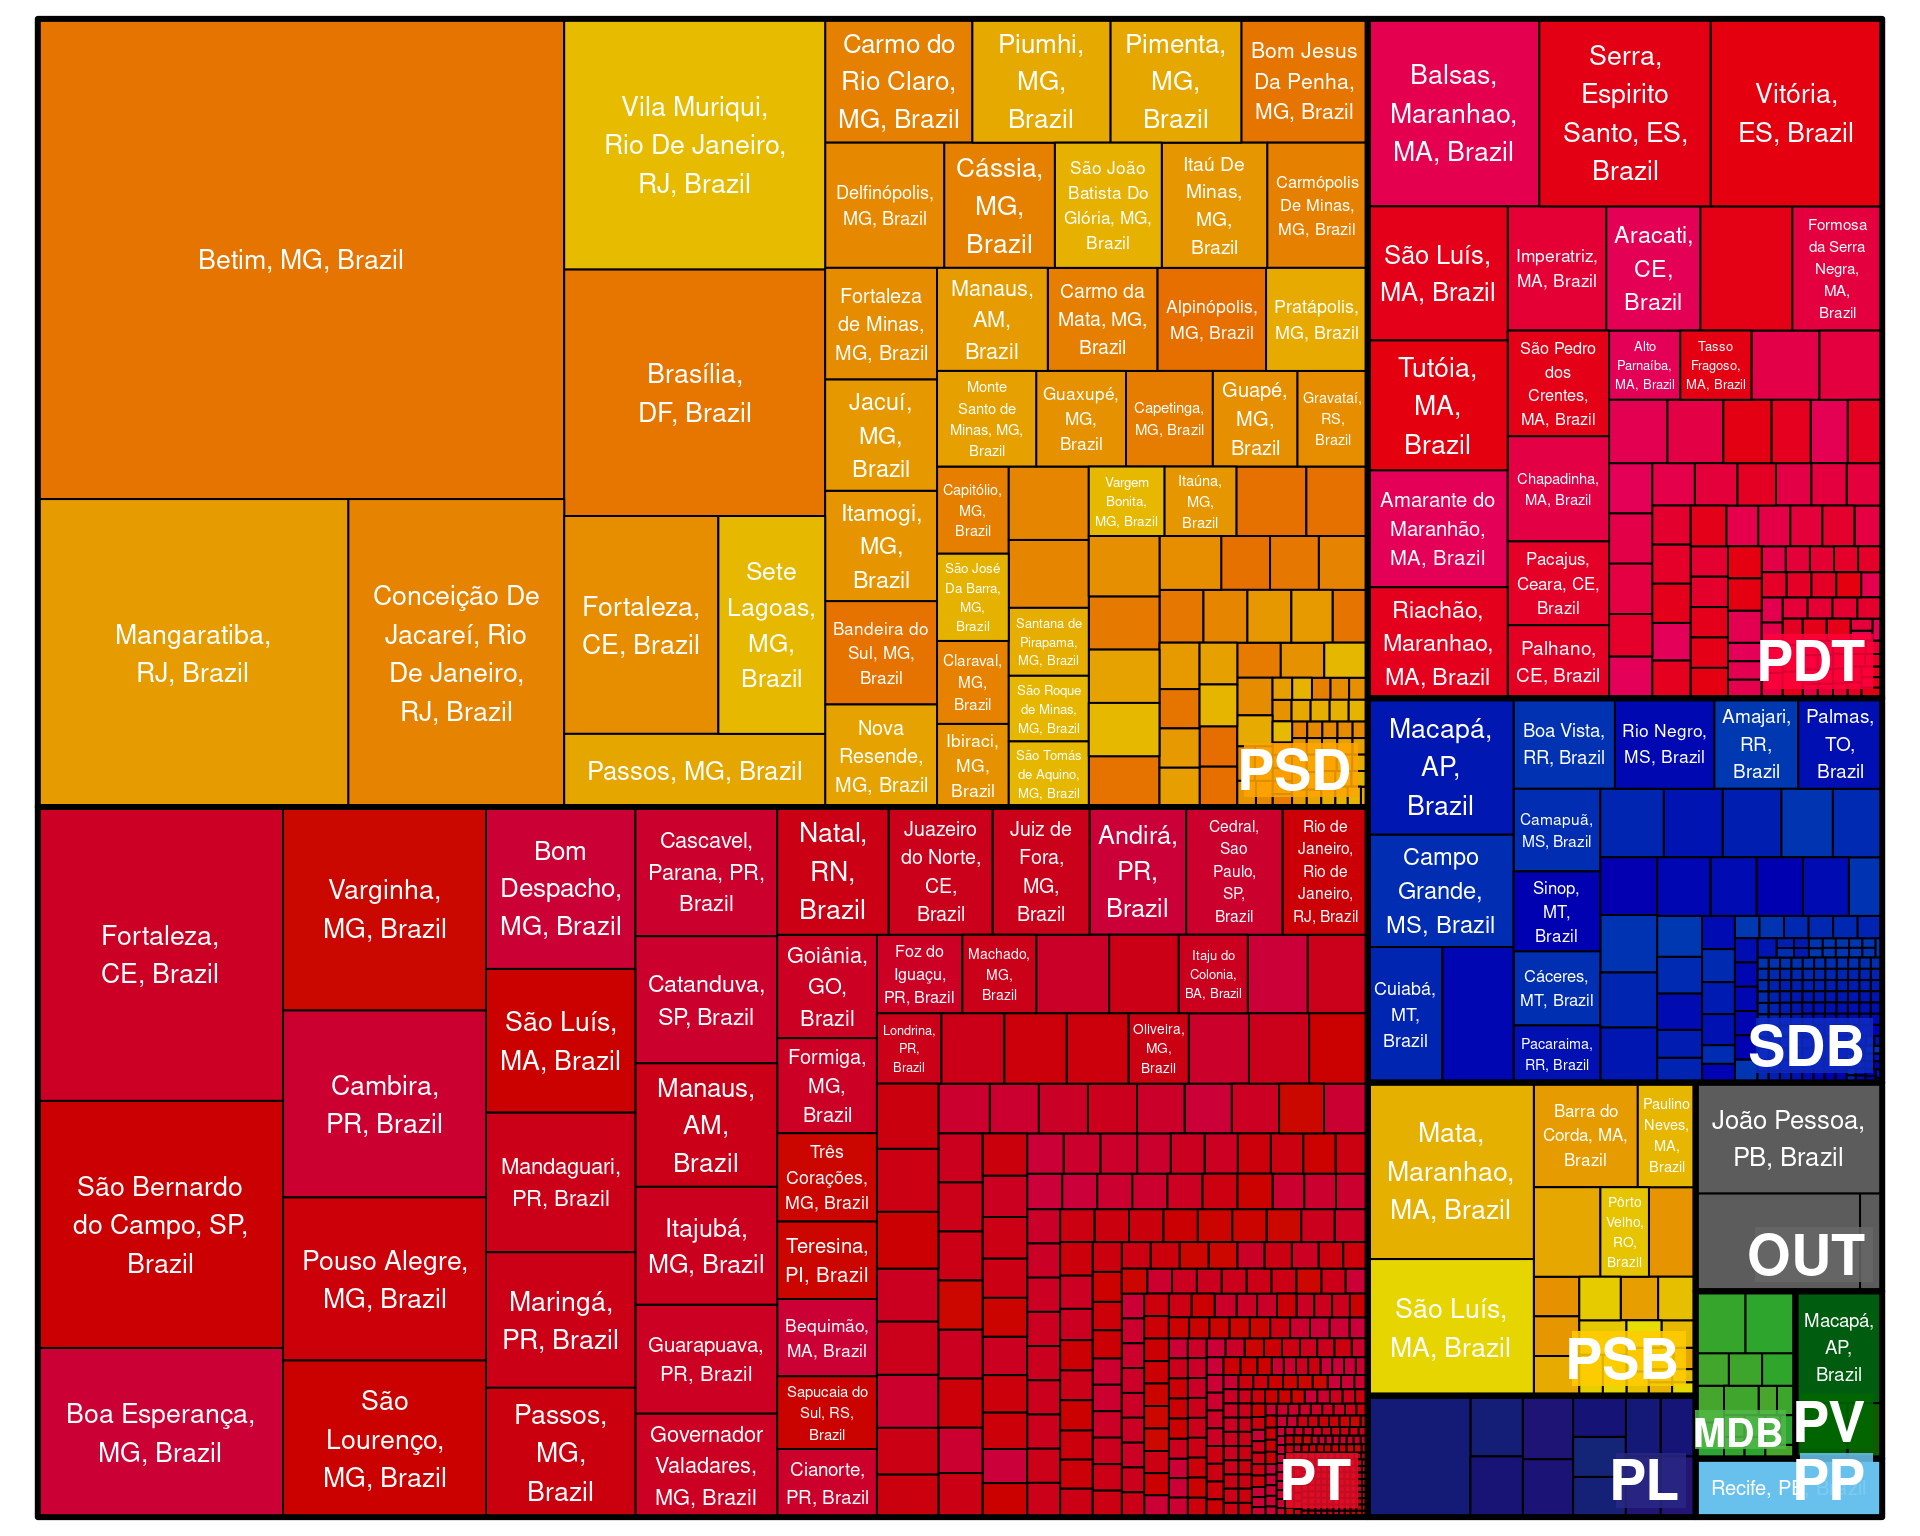 Betim, MG, Brazil
Mangaratiba,
RJ, Brazil
Conceição De
Jacareí, Rio
De Janeiro,
RJ, Brazil
Vila Muriqui,
Rio De Janeiro,
RJ, Brazil
Brasília,
DF, Brazil
Fortaleza,
CE, Brazil
Sete
Lagoas,
MG,
Brazil
Passos, MG, Brazil
Carmo do
Rio Claro,
MG, Brazil
Piumhi,
MG,
Brazil
Pimenta,
MG,
Brazil
Bom Jesus
Da Penha,
MG, Brazil
Delfinópolis,
MG, Brazil
Cássia,
MG,
Brazil
São João
Batista Do
Glória, MG,
Brazil
Itaú De
Minas,
MG,
Brazil
Carmópolis
De Minas,
MG, Brazil
Fortaleza
de Minas,
MG, Brazil
Jacuí,
MG,
Brazil
Itamogi,
MG,
Brazil
Bandeira do
Sul, MG,
Brazil
Nova
Resende,
MG, Brazil
Manaus,
AM,
Brazil
Carmo da
Mata, MG,
Brazil
Alpinópolis,
MG, Brazil
Pratápolis,
MG, Brazil
Monte
Santo de
Minas, MG,
Brazil
Guaxupé,
MG,
Brazil
Capetinga,
MG, Brazil
Guapé,
MG,
Brazil
Gravataí,
RS,
Brazil
Capitólio,
MG,
Brazil
São José
Da Barra,
MG,
Brazil
Claraval,
MG,
Brazil
Ibiraci,
MG,
Brazil
Vargem
Bonita,
MG, Brazil
Itaúna,
MG,
Brazil
Santana de
Pirapama,
MG, Brazil
São Roque
de Minas,
MG, Brazil
São Tomás
de Aquino,
MG, Brazil
PSD
Balsas,
Maranhao,
MA, Brazil
Serra,
Espirito
Santo, ES,
Brazil
Vitória,
ES, Brazil
São Luís,
MA, Brazil
Tutóia,
MA,
Brazil
Amarante do
Maranhão,
MA, Brazil
Riachão,
Maranhao,
MA, Brazil
Imperatriz,
MA, Brazil
Aracati,
CE,
Brazil
Formosa
da Serra
Negra,
MA,
Brazil
São Pedro
dos
Crentes,
MA, Brazil
Alto
Parnaíba,
MA, Brazil
Tasso
Fragoso,
MA, Brazil
Chapadinha,
MA, Brazil
Pacajus,
Ceara, CE,
Brazil
Palhano,
CE, Brazil
PDT
Macapá,
AP,
Brazil
Campo
Grande,
MS, Brazil
Cuiabá,
MT,
Brazil
Boa Vista,
RR, Brazil
Rio Negro,
MS, Brazil
Amajari,
RR,
Brazil
Palmas,
TO,
Brazil
Camapuã,
MS, Brazil
Sinop,
MT,
Brazil
Cáceres,
MT, Brazil
Pacaraima,
RR, Brazil
SDB
Fortaleza,
CE, Brazil
São Bernardo
do Campo, SP,
Brazil
Boa Esperança,
MG, Brazil
Varginha,
MG, Brazil
Cambira,
PR, Brazil
Pouso Alegre,
MG, Brazil
São
Lourenço,
MG, Brazil
Bom
Despacho,
MG, Brazil
São Luís,
MA, Brazil
Mandaguari,
PR, Brazil
Maringá,
PR, Brazil
Passos,
MG,
Brazil
Cascavel,
Parana, PR,
Brazil
Catanduva,
SP, Brazil
Manaus,
AM,
Brazil
Itajubá,
MG, Brazil
Guarapuava,
PR, Brazil
Governador
Valadares,
MG, Brazil
Natal,
RN,
Brazil
Juazeiro
do Norte,
CE,
Brazil
Juiz de
Fora,
MG,
Brazil
Andirá,
PR,
Brazil
Cedral,
Sao
Paulo,
SP,
Brazil
Rio de
Janeiro,
Rio de
Janeiro,
RJ, Brazil
Goiânia,
GO,
Brazil
Formiga,
MG,
Brazil
Três
Corações,
MG, Brazil
Teresina,
PI, Brazil
Bequimão,
MA, Brazil
Sapucaia do
Sul, RS,
Brazil
Cianorte,
PR, Brazil
Foz do
Iguaçu,
PR, Brazil
Machado,
MG,
Brazil
Itaju do
Colonia,
BA, Brazil
Londrina,
PR,
Brazil
Oliveira,
MG,
Brazil
PT
Mata,
Maranhao,
MA, Brazil
São Luís,
MA, Brazil
Barra do
Corda, MA,
Brazil
Paulino
Neves,
MA,
Brazil
Pôrto
Velho,
RO,
Brazil
PSB
João Pessoa,
PB, Brazil
OUT
MDB
Macapá,
AP,
Brazil
PV
PL
Recife, PE, Brazil
PP